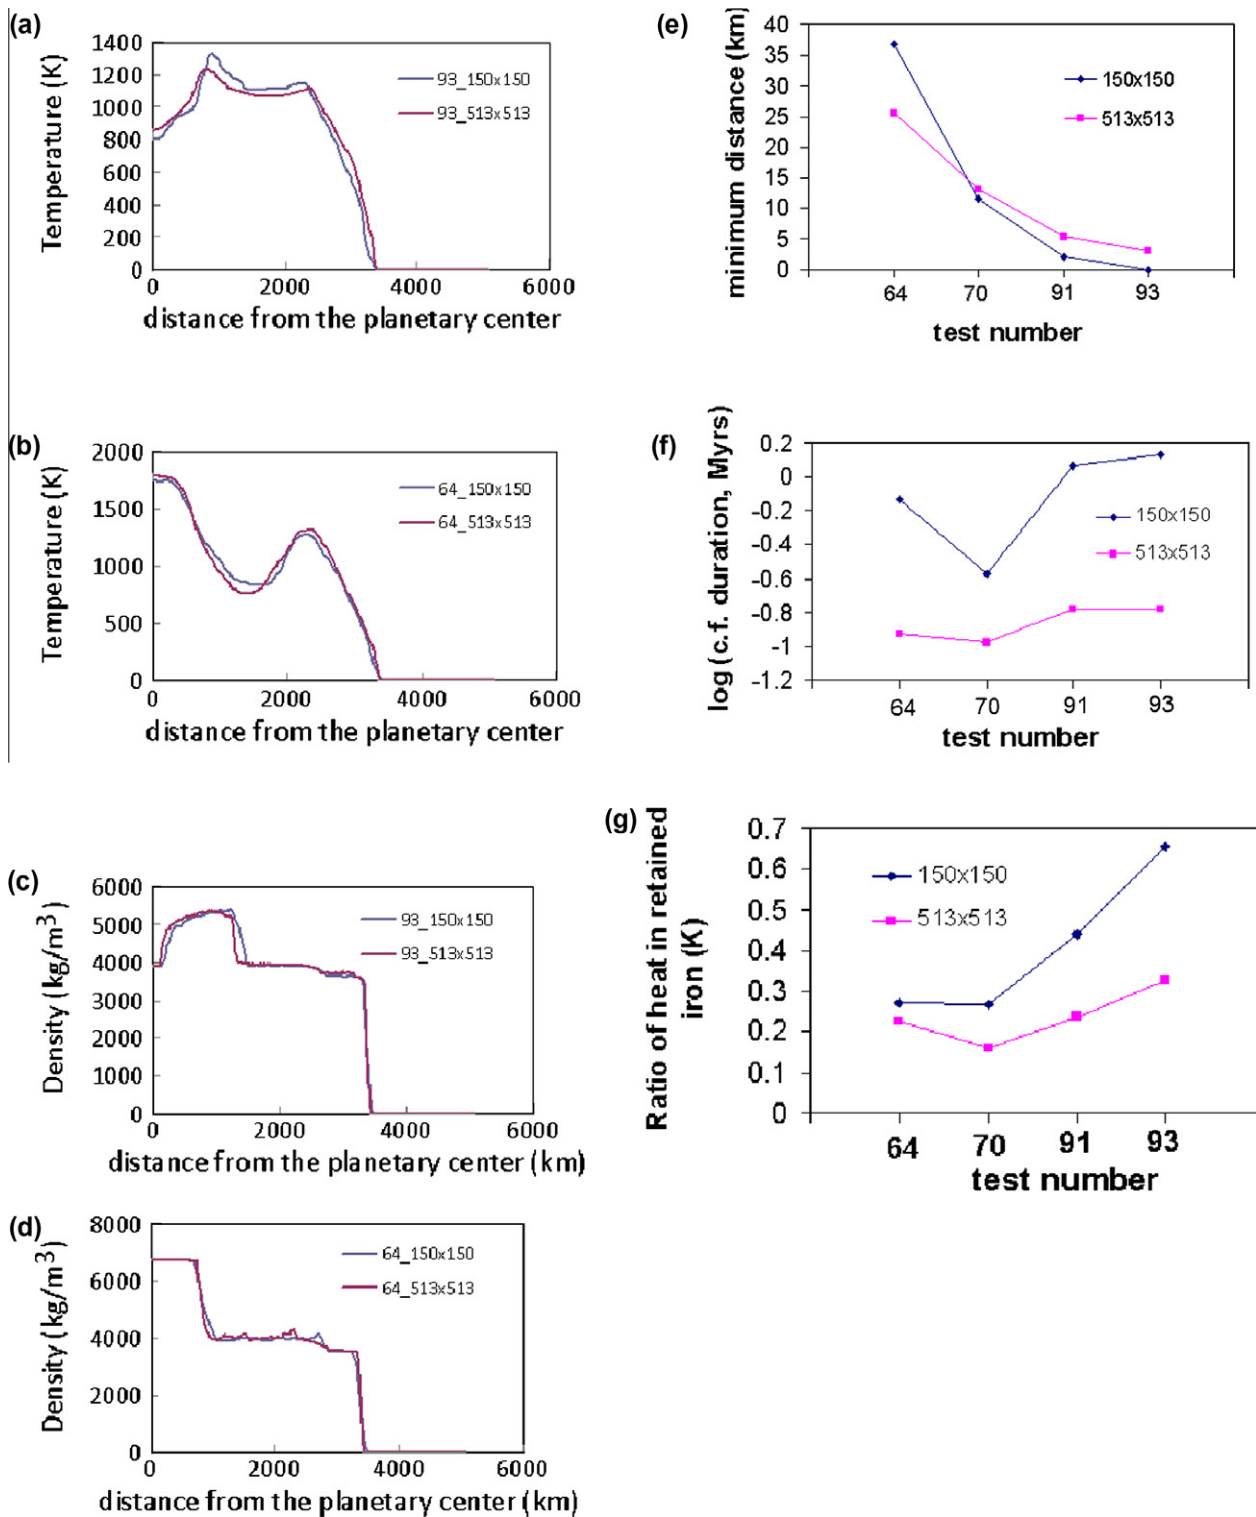 (a)
Temperature (K)
1400
1200
1000
800
600
400
200
0
93_150x150
93_513x513
0 2000 4000 6000
distance from the planetary center
(b)
Temperature (K)
2000
1500
1000
500
0
64_150x150
64_513x513
0 2000 4000 6000
distance from the planetary center
(c)
Density (kg/m3)
6000
5000
4000
3000
2000
1000
0
93_150x150
93_513x513
0 2000 4000 6000
distance from the planetary center (km)
(d)
Density (kg/m3)
8000
6000
4000
2000
0
64_150x150
64_513x513
0 2000 4000 6000
distance from the planetary center (km)
(e)
minimum distance (km)
40
35
30
25
20
15
10
5
0
150x150
513x513
64 70 91 93
test number
(f)
log (c.f. duration, Myrs)
0.2
0
-0.2
-0.4
-0.6
-0.8
-1
-1.2
150x150
513x513
64 70 91 93
test number
(g)
Ratio of heat in retained
iron (K)
0.7
0.6
0.5
0.4
0.3
0.2
0.1
0
150x150
513x513
64 70 91 93
test number